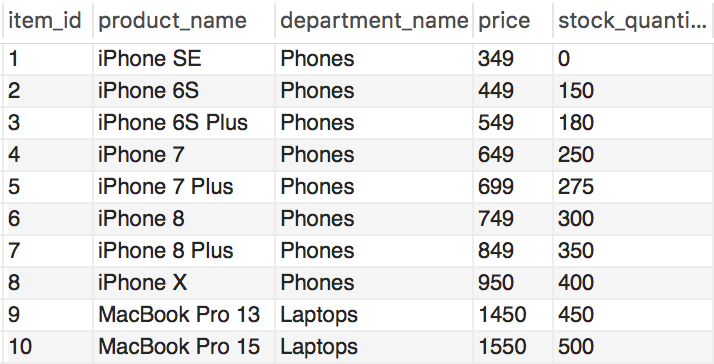 item_id product_name department_name price stock_quanti...
1 iPhone SE Phones 349 0
2 iPhone 6S Phones 449 150
3 iPhone 6S Plus Phones 549 180
4 iPhone 7 Phones 649 250
5 iPhone 7 Plus Phones 699 275
6 iPhone 8 Phones 749 300
7 iPhone 8 Plus Phones 849 350
8 iPhone X Phones 950 400
9 MacBook Pro 13 Laptops 1450 450
10 MacBook Pro 15 Laptops 1550 500